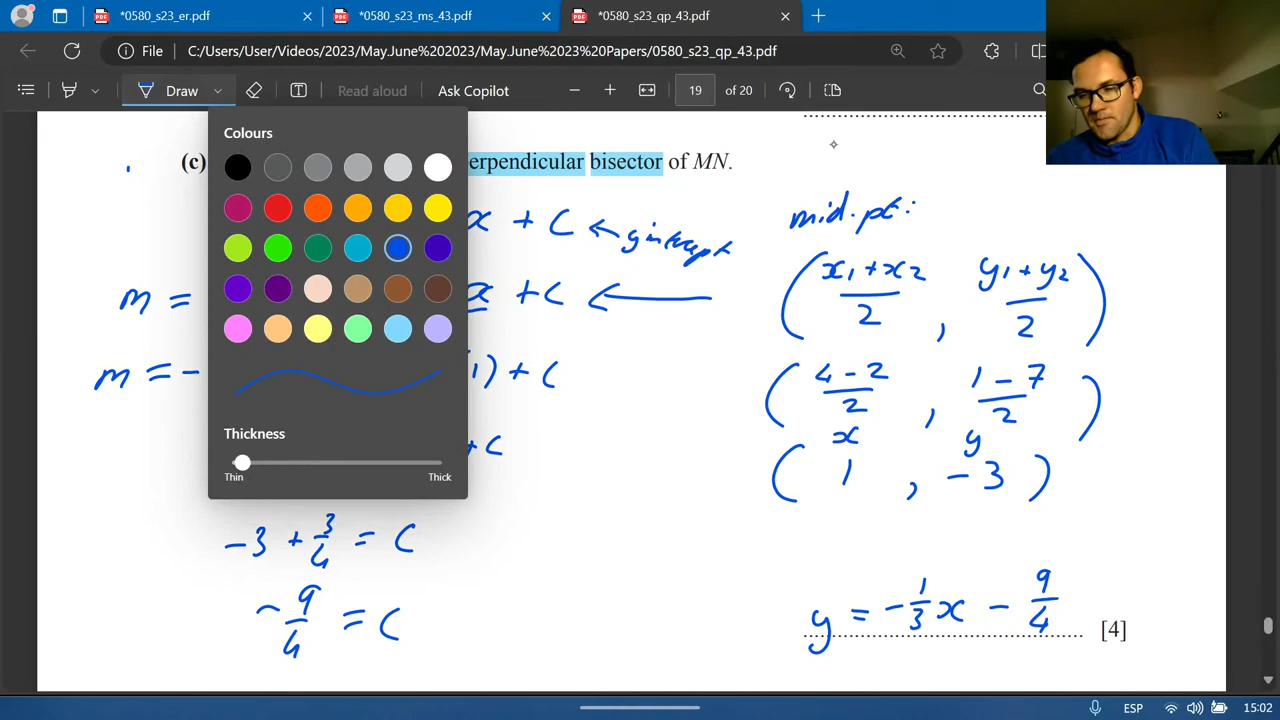 *0580_s23_er.pdf
*0580_s23_ms_43.pdf
*0580_s23_qp_43.pdf
File
C:/Users/User/Videos/2023/May.June%202023/May.June%2023%20Papers/0580_s23_qp_43.pdf
Draw
Read aloud
Ask Copilot
19 of 20
Colours
(c) erpendicular bisector of MN.
x + C ← y intercept
mid.pt:
m = x + C ←
( x1+x2/2 , y1+y2/2 )
m = - (1) + C
( 4-2/2 , 1-7/2 )
x y
+ C
( 1 , -3 )
Thickness
Thin
Thick
-3 + 3/4 = C
-9/4 = C
y = -1/3x - 9/4
[4]
ESP
15:02